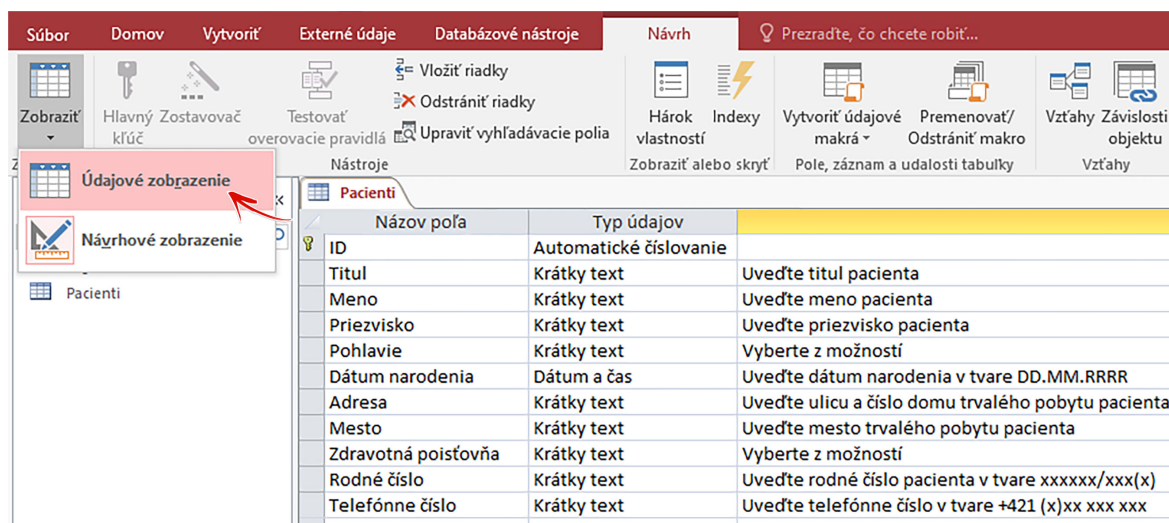 Súbor Domov Vytvoriť Externé údaje Databázové nástroje Návrh Prezraďte, čo chcete robiť...
Zobraziť
Hlavný kľúč
Zostavovač
Testovať overovacie pravidlá
Vložiť riadky
Odstrániť riadky
Upraviť vyhľadávacie polia
Hárok vlastností
Indexy
Vytvoriť údajové makrá
Premenovať/ Odstrániť makro
Vzťahy
Závislosti objektu
Nástroje
Zobraziť alebo skryť
Pole, záznam a udalosti tabuľky
Vzťahy
Údajové zobrazenie
Návrhové zobrazenie
Pacienti
Pacienti
Názov poľa Typ údajov
ID Automatické číslovanie
Titul Krátky text Uveďte titul pacienta
Meno Krátky text Uveďte meno pacienta
Priezvisko Krátky text Uveďte priezvisko pacienta
Pohlavie Krátky text Vyberte z možností
Dátum narodenia Dátum a čas Uveďte dátum narodenia v tvare DD.MM.RRRR
Adresa Krátky text Uveďte ulicu a číslo domu trvalého pobytu pacienta
Mesto Krátky text Uveďte mesto trvalého pobytu pacienta
Zdravotná poisťovňa Krátky text Vyberte z možností
Rodné číslo Krátky text Uveďte rodné číslo pacienta v tvare xxxxxx/xxx(x)
Telefónne číslo Krátky text Uveďte telefónne číslo v tvare +421 (x)xx xxx xxx